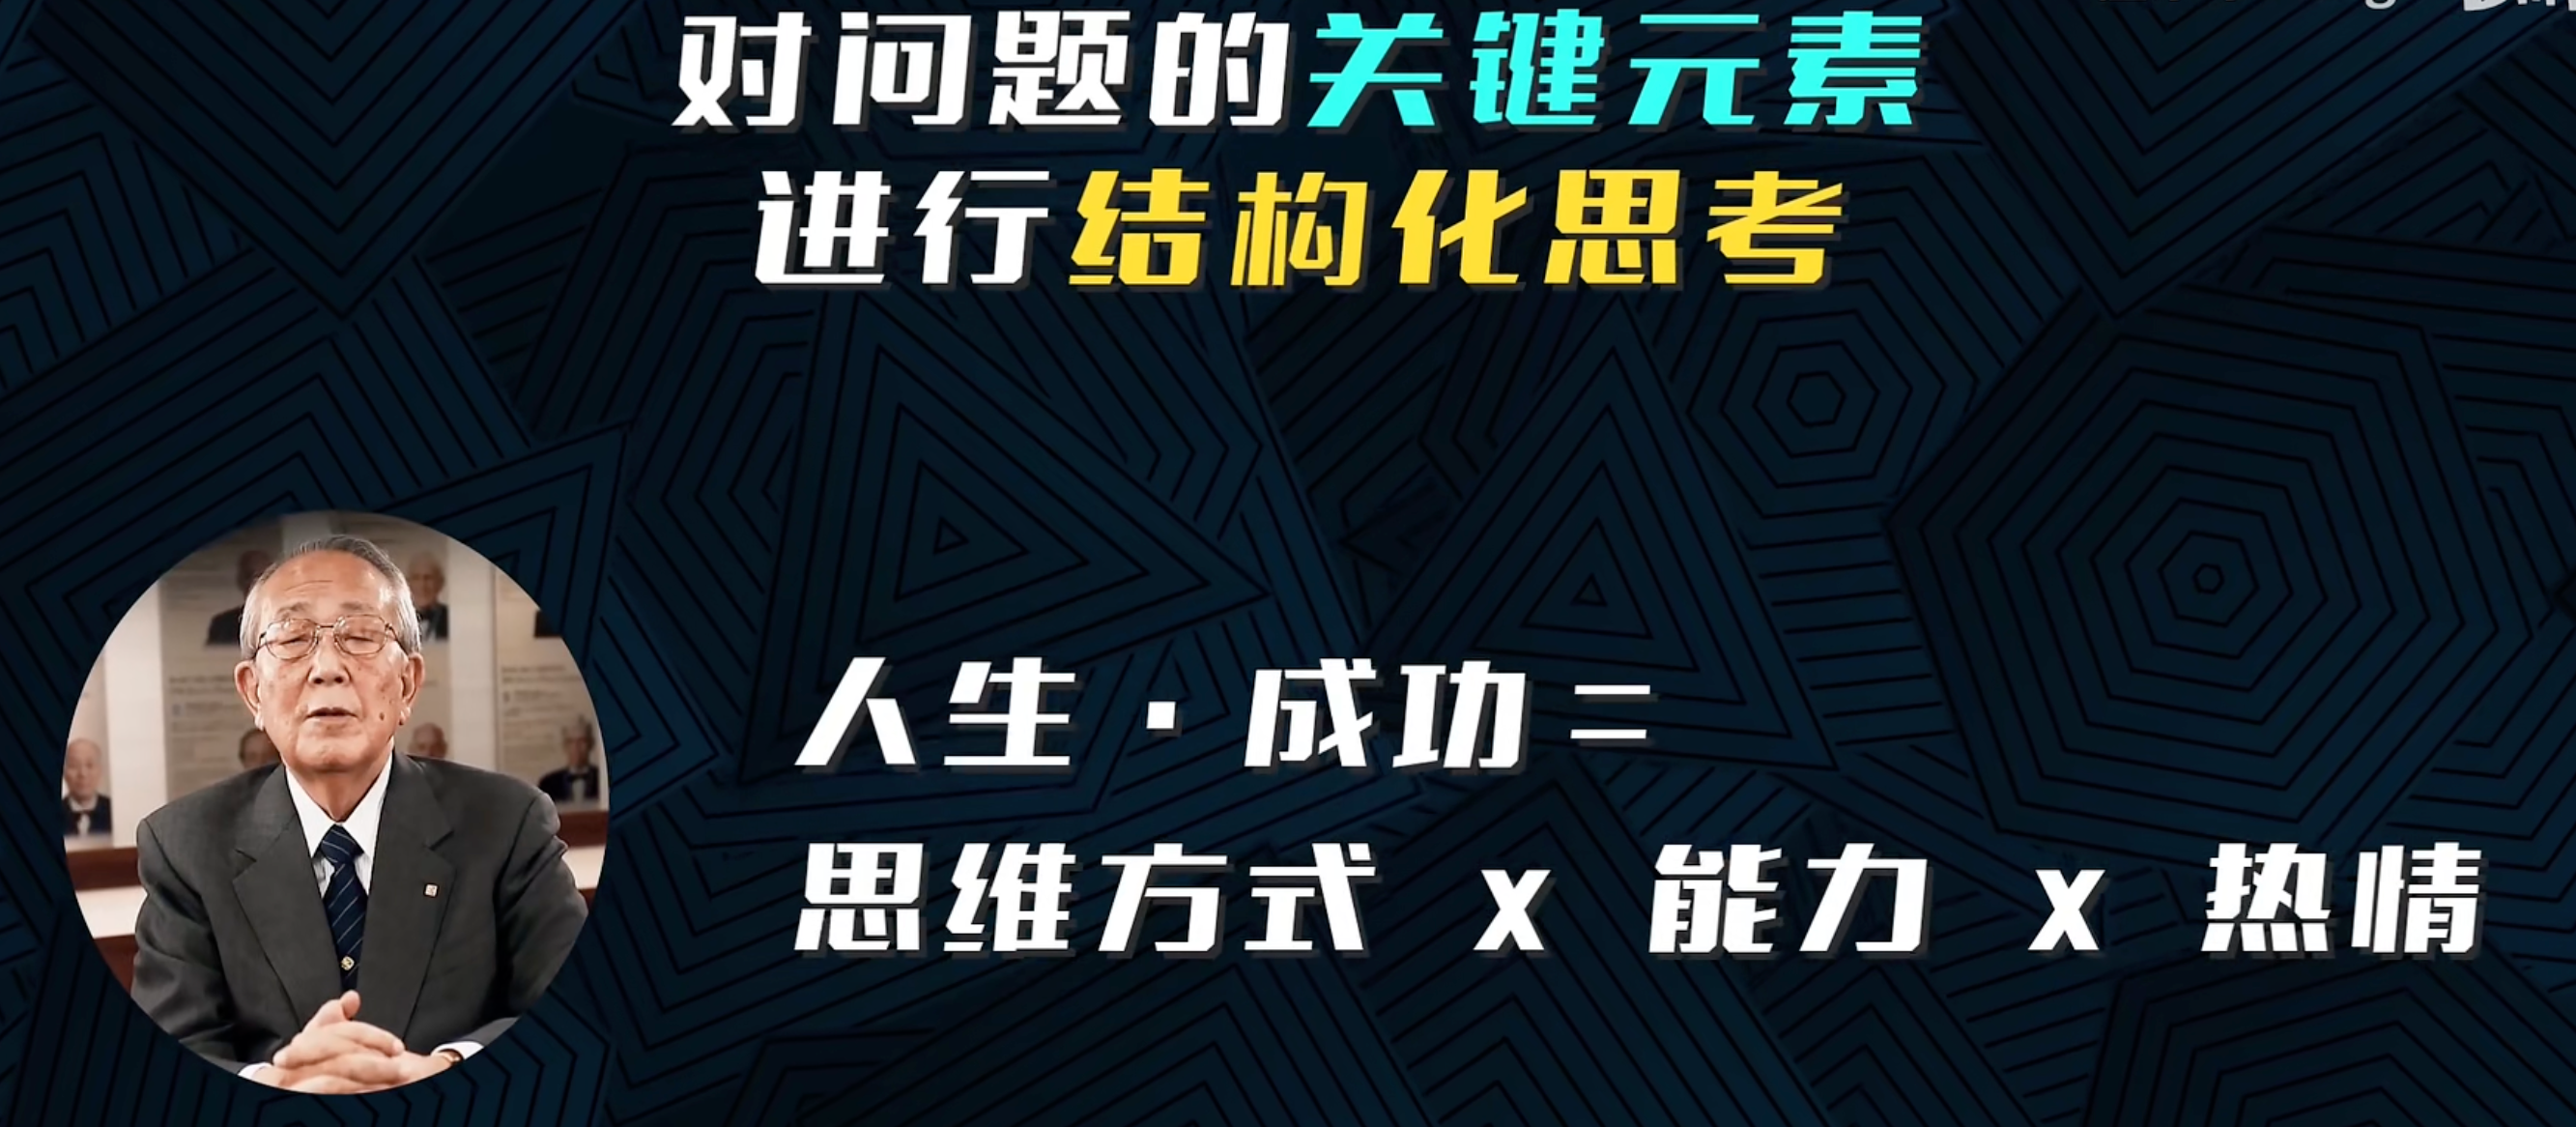 对问题的关键元素
进行结构化思考
人生·成功=
思维方式 x 能力 x 热情